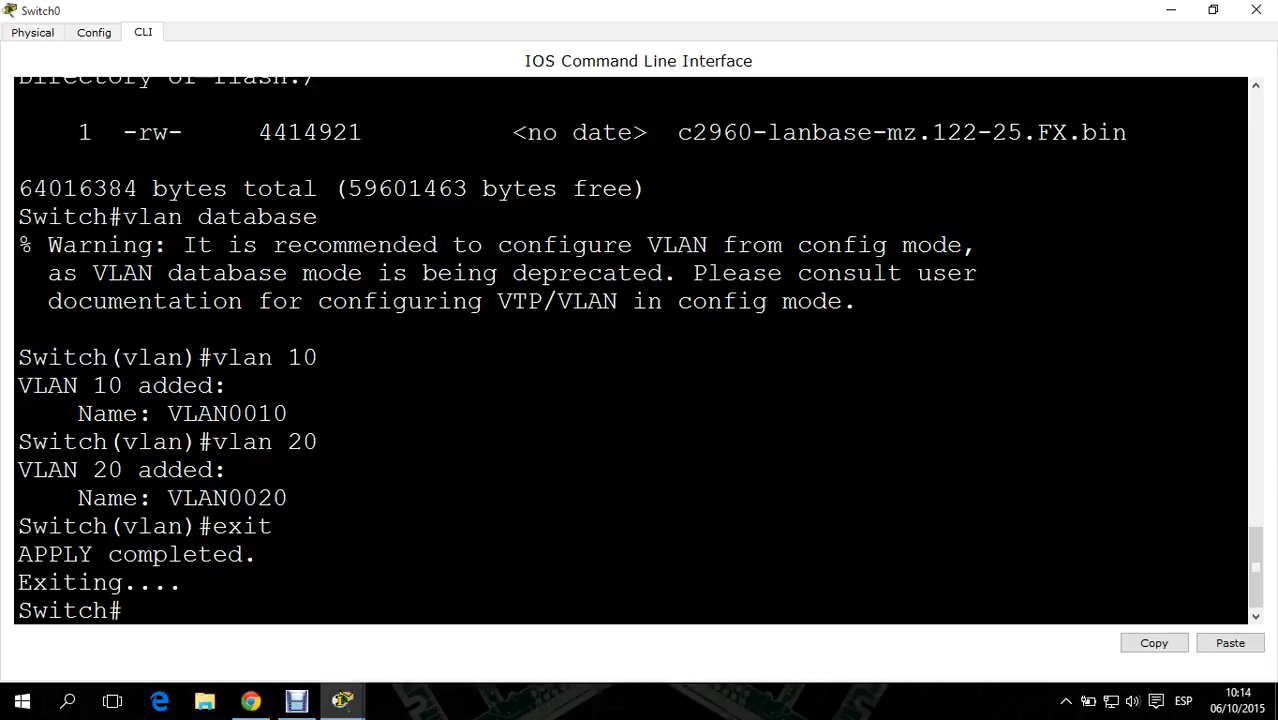 Switch0
Physical Config CLI
IOS Command Line Interface
Directory of flash:/
1 -rw- 4414921 <no date> c2960-lanbase-mz.122-25.FX.bin
64016384 bytes total (59601463 bytes free)
Switch#vlan database
% Warning: It is recommended to configure VLAN from config mode,
as VLAN database mode is being deprecated. Please consult user
documentation for configuring VTP/VLAN in config mode.
Switch(vlan)#vlan 10
VLAN 10 added:
Name: VLAN0010
Switch(vlan)#vlan 20
VLAN 20 added:
Name: VLAN0020
Switch(vlan)#exit
APPLY completed.
Exiting....
Switch#
Copy Paste
ESP
10:14
06/10/2015